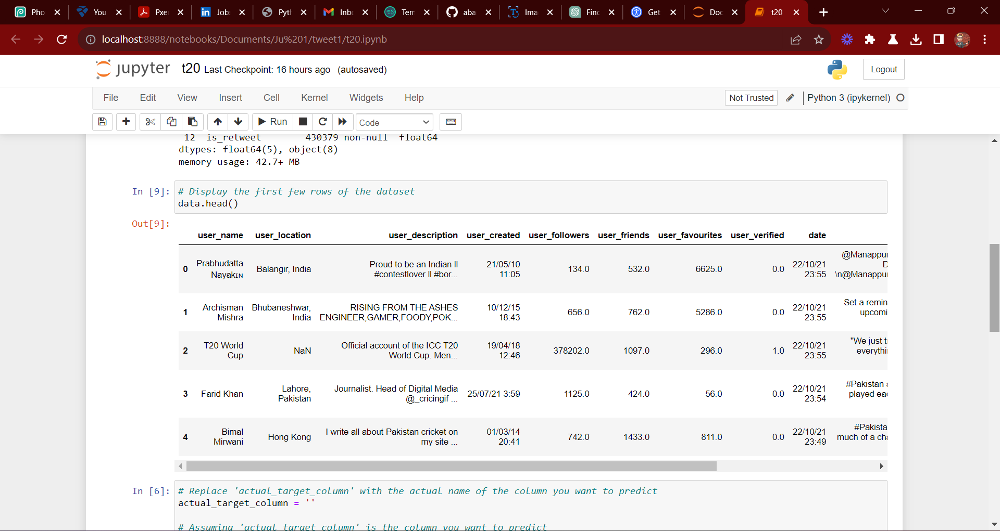 Pho
You
Pxe
Job
Pyt
Inb
Tem
aba
Ima
Finc
Get
Doc
t20
localhost:8888/notebooks/Documents/Ju%201/tweet1/t20.ipynb
jupyter t20 Last Checkpoint: 16 hours ago (autosaved)
Logout
File Edit View Insert Cell Kernel Widgets Help
Not Trusted
Python 3 (ipykernel)
Run
Code
12 is_retweet 430379 non-null float64
dtypes: float64(5), object(8)
memory usage: 42.7+ MB
In [9]: # Display the first few rows of the dataset
data.head()
Out[9]:
user_name user_location user_description user_created user_followers user_friends user_favourites user_verified date
@Manappu
0 Prabhudatta Balangir, India Proud to be an Indian ll 21/05/10 134.0 532.0 6625.0 0.0 22/10/21 D
Nayakɪɴ #contestlover ll #bor... 11:05 23:55 \n@Manappu
1 Archisman Bhubaneshwar, RISING FROM THE ASHES 10/12/15 656.0 762.0 5286.0 0.0 22/10/21 Set a remin
Mishra India ENGINEER,GAMER,FOODY,POK... 18:43 23:55 upcomi
2 T20 World NaN Official account of the ICC T20 19/04/18 378202.0 1097.0 296.0 1.0 22/10/21 "We just t
Cup World Cup. Men... 12:46 23:55 everythi
3 Farid Khan Lahore, Journalist. Head of Digital Media 25/07/21 3:59 1125.0 424.0 56.0 0.0 22/10/21 #Pakistan
Pakistan @_cricingif ... 23:54 played ea
4 Bimal Hong Kong I write all about Pakistan cricket on 01/03/14 742.0 1433.0 811.0 0.0 22/10/21 #Pakista
Mirwani my site ... 20:41 23:49 much of a ch
In [6]: # Replace 'actual_target_column' with the actual name of the column you want to predict
actual_target_column = ''
# Assuming 'actual_target_column' is the column you want to predict